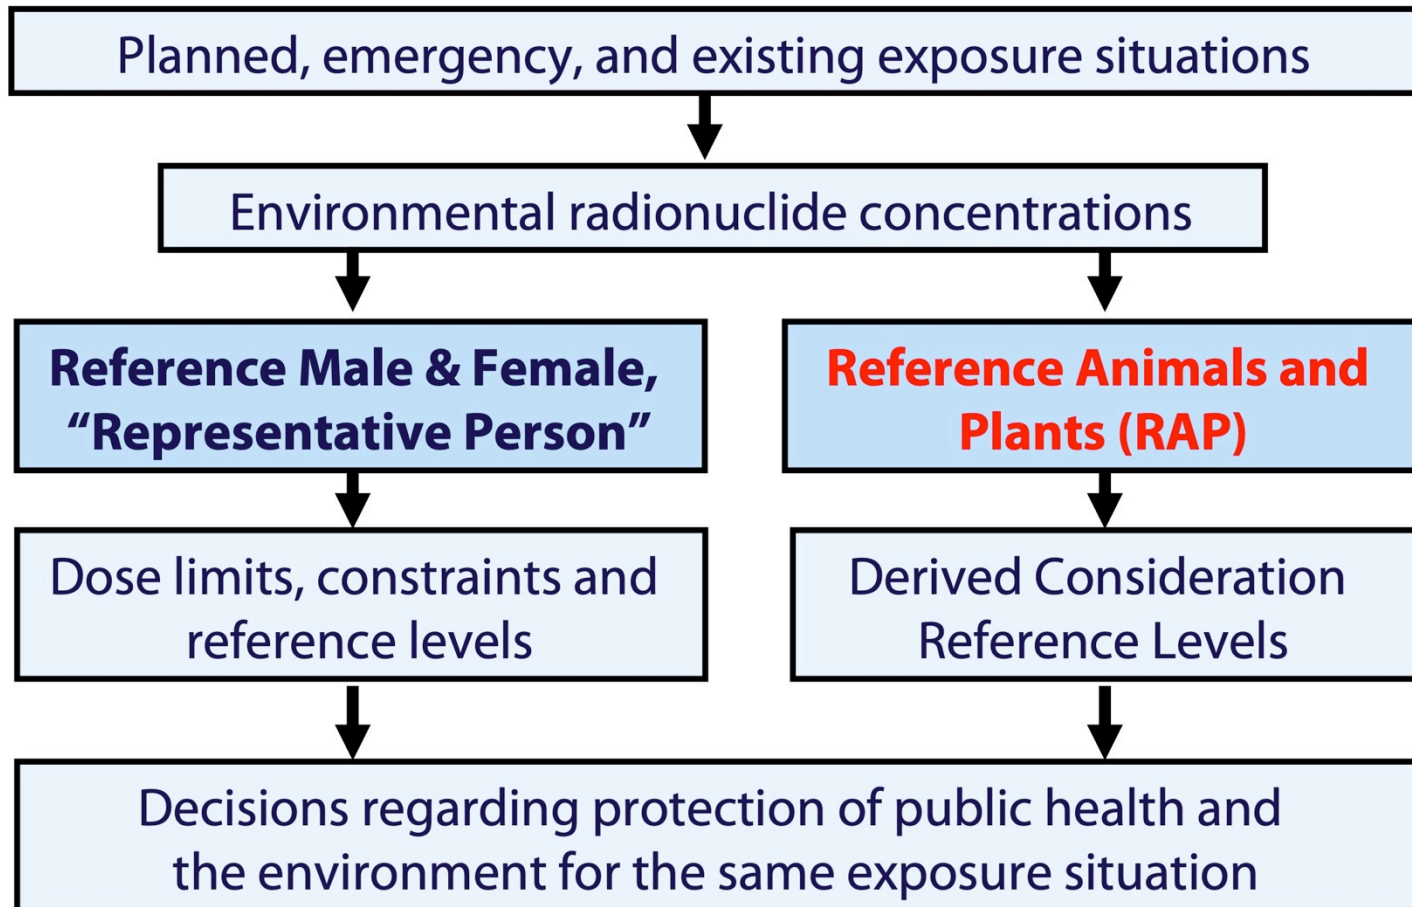 Planned, emergency, and existing exposure situations
Environmental radionuclide concentrations
Reference Male & Female,
“Representative Person”
Reference Animals and
Plants (RAP)
Dose limits, constraints and
reference levels
Derived Consideration
Reference Levels
Decisions regarding protection of public health and
the environment for the same exposure situation